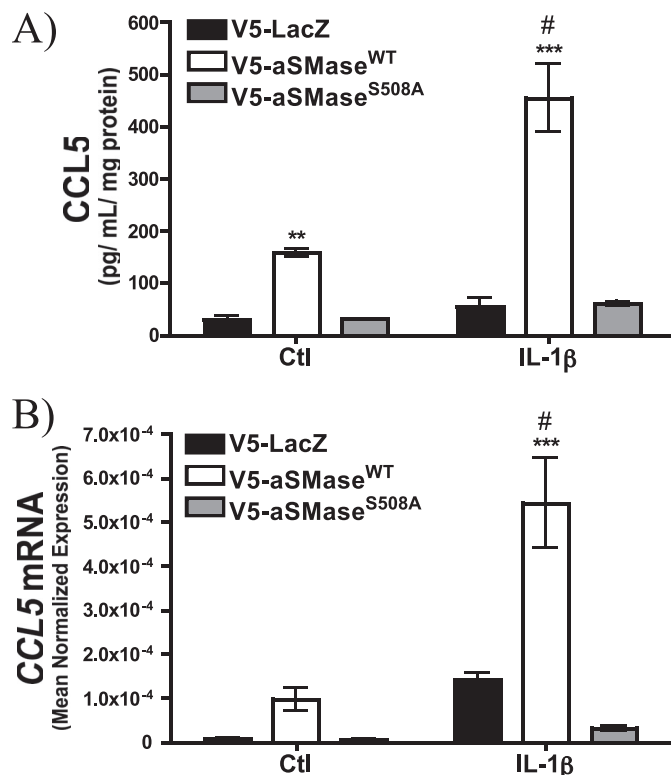 A)
CCL5
(pg/ mL/ mg protein)
600
500
400
300
200
100
0
V5-LacZ
V5-aSMaseWT
V5-aSMaseS508A
**
#
***
Ctl
IL-1β
B)
CCL5 mRNA
(Mean Normalized Expression)
7.0x10-4
6.0x10-4
5.0x10-4
4.0x10-4
3.0x10-4
2.0x10-4
1.0x10-4
0
V5-LacZ
V5-aSMaseWT
V5-aSMaseS508A
#
***
Ctl
IL-1β